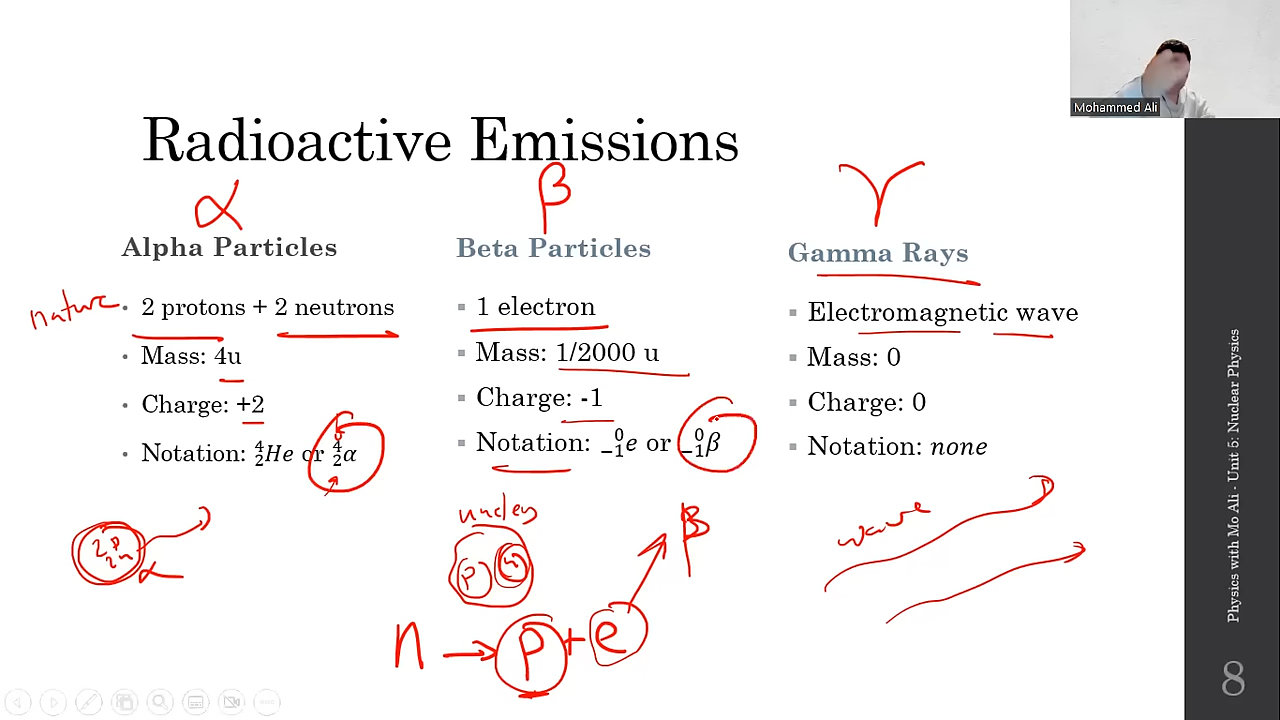 Mohammed Ali
Radioactive Emissions
α
β
γ
Alpha Particles
nature
• 2 protons + 2 neutrons
• Mass: 4u
• Charge: +2
• Notation: ⁴₂He or ⁴₂α
2p
2n
α
Beta Particles
▪ 1 electron
▪ Mass: 1/2000 u
▪ Charge: -1
▪ Notation: ⁰₋₁e or ⁰₋₁β
p n
n → p + e
β
Gamma Rays
▪ Electromagnetic wave
▪ Mass: 0
▪ Charge: 0
▪ Notation: none
wave
Physics with Mo Ali - Unit 5: Nuclear Physics
8